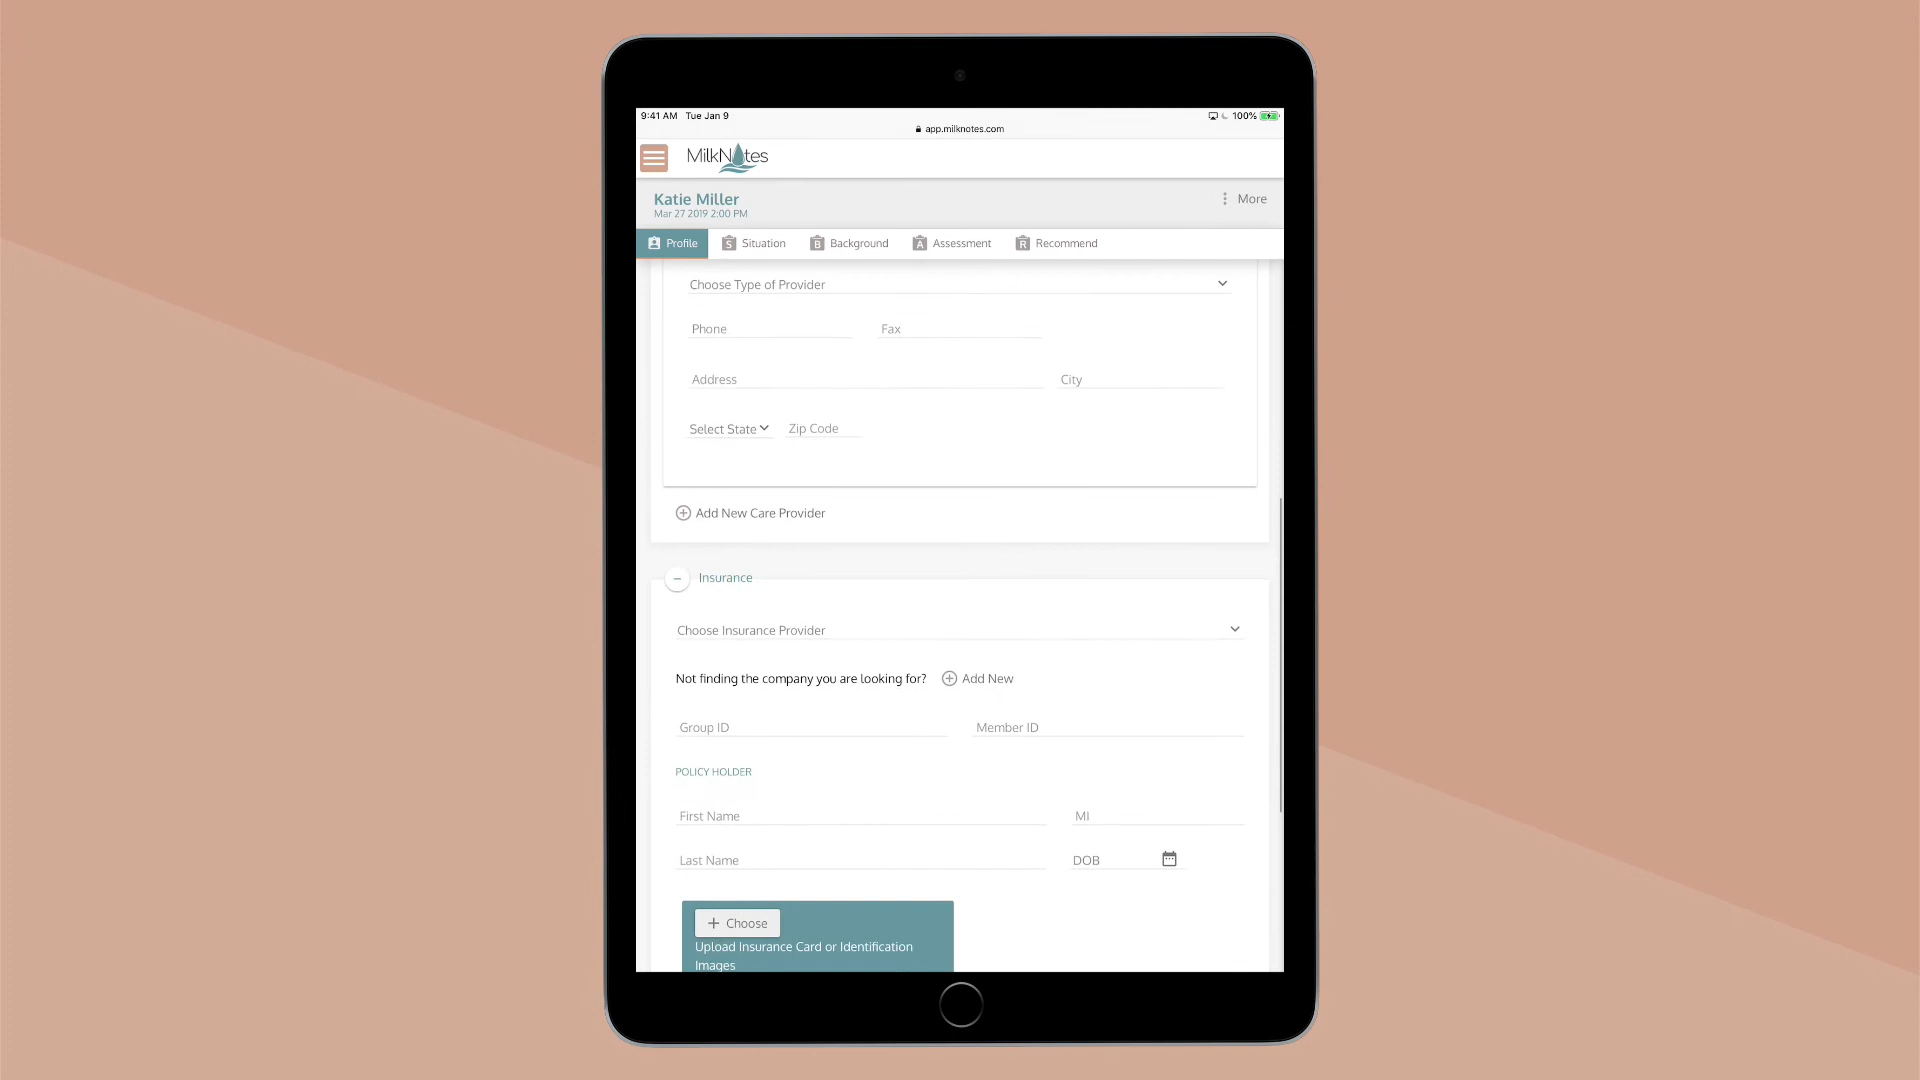 9:41 AM Tue Jan 9 100%
app.milknotes.com
MilkNotes
Katie Miller
Mar 27 2019 2:00 PM
More
Profile S Situation B Background A Assessment R Recommend
Choose Type of Provider
Phone Fax
Address City
Select State Zip Code
Add New Care Provider
Insurance
Choose Insurance Provider
Not finding the company you are looking for? Add New
Group ID Member ID
POLICY HOLDER
First Name MI
Last Name DOB
+ Choose
Upload Insurance Card or Identification
Images